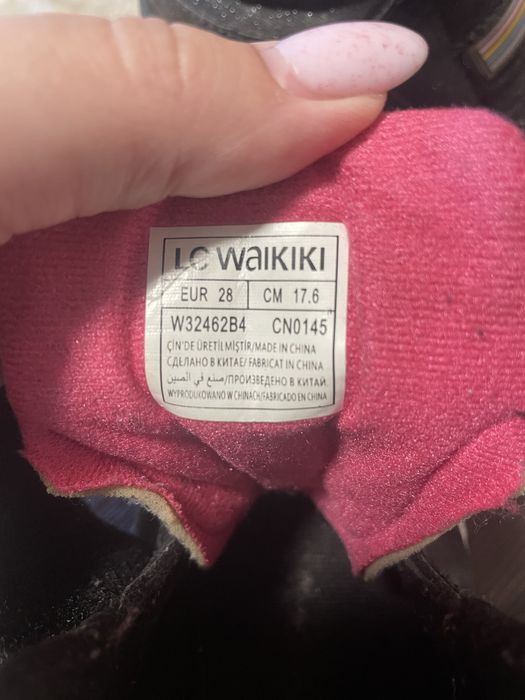 LC WAIKIKI
EUR 28 CM 17.6
W32462B4 CN0145
ÇİN'DE ÜRETİLMİŞTİR/MADE IN CHINA
СДЕЛАНО В КИТАЕ/ FABRICAT IN CHINA
صنع في الصين/ПРОИЗВЕДЕНО В КИТАЙ
WYPRODUKOWANO W CHINACH/FABRICADO EN CHINA